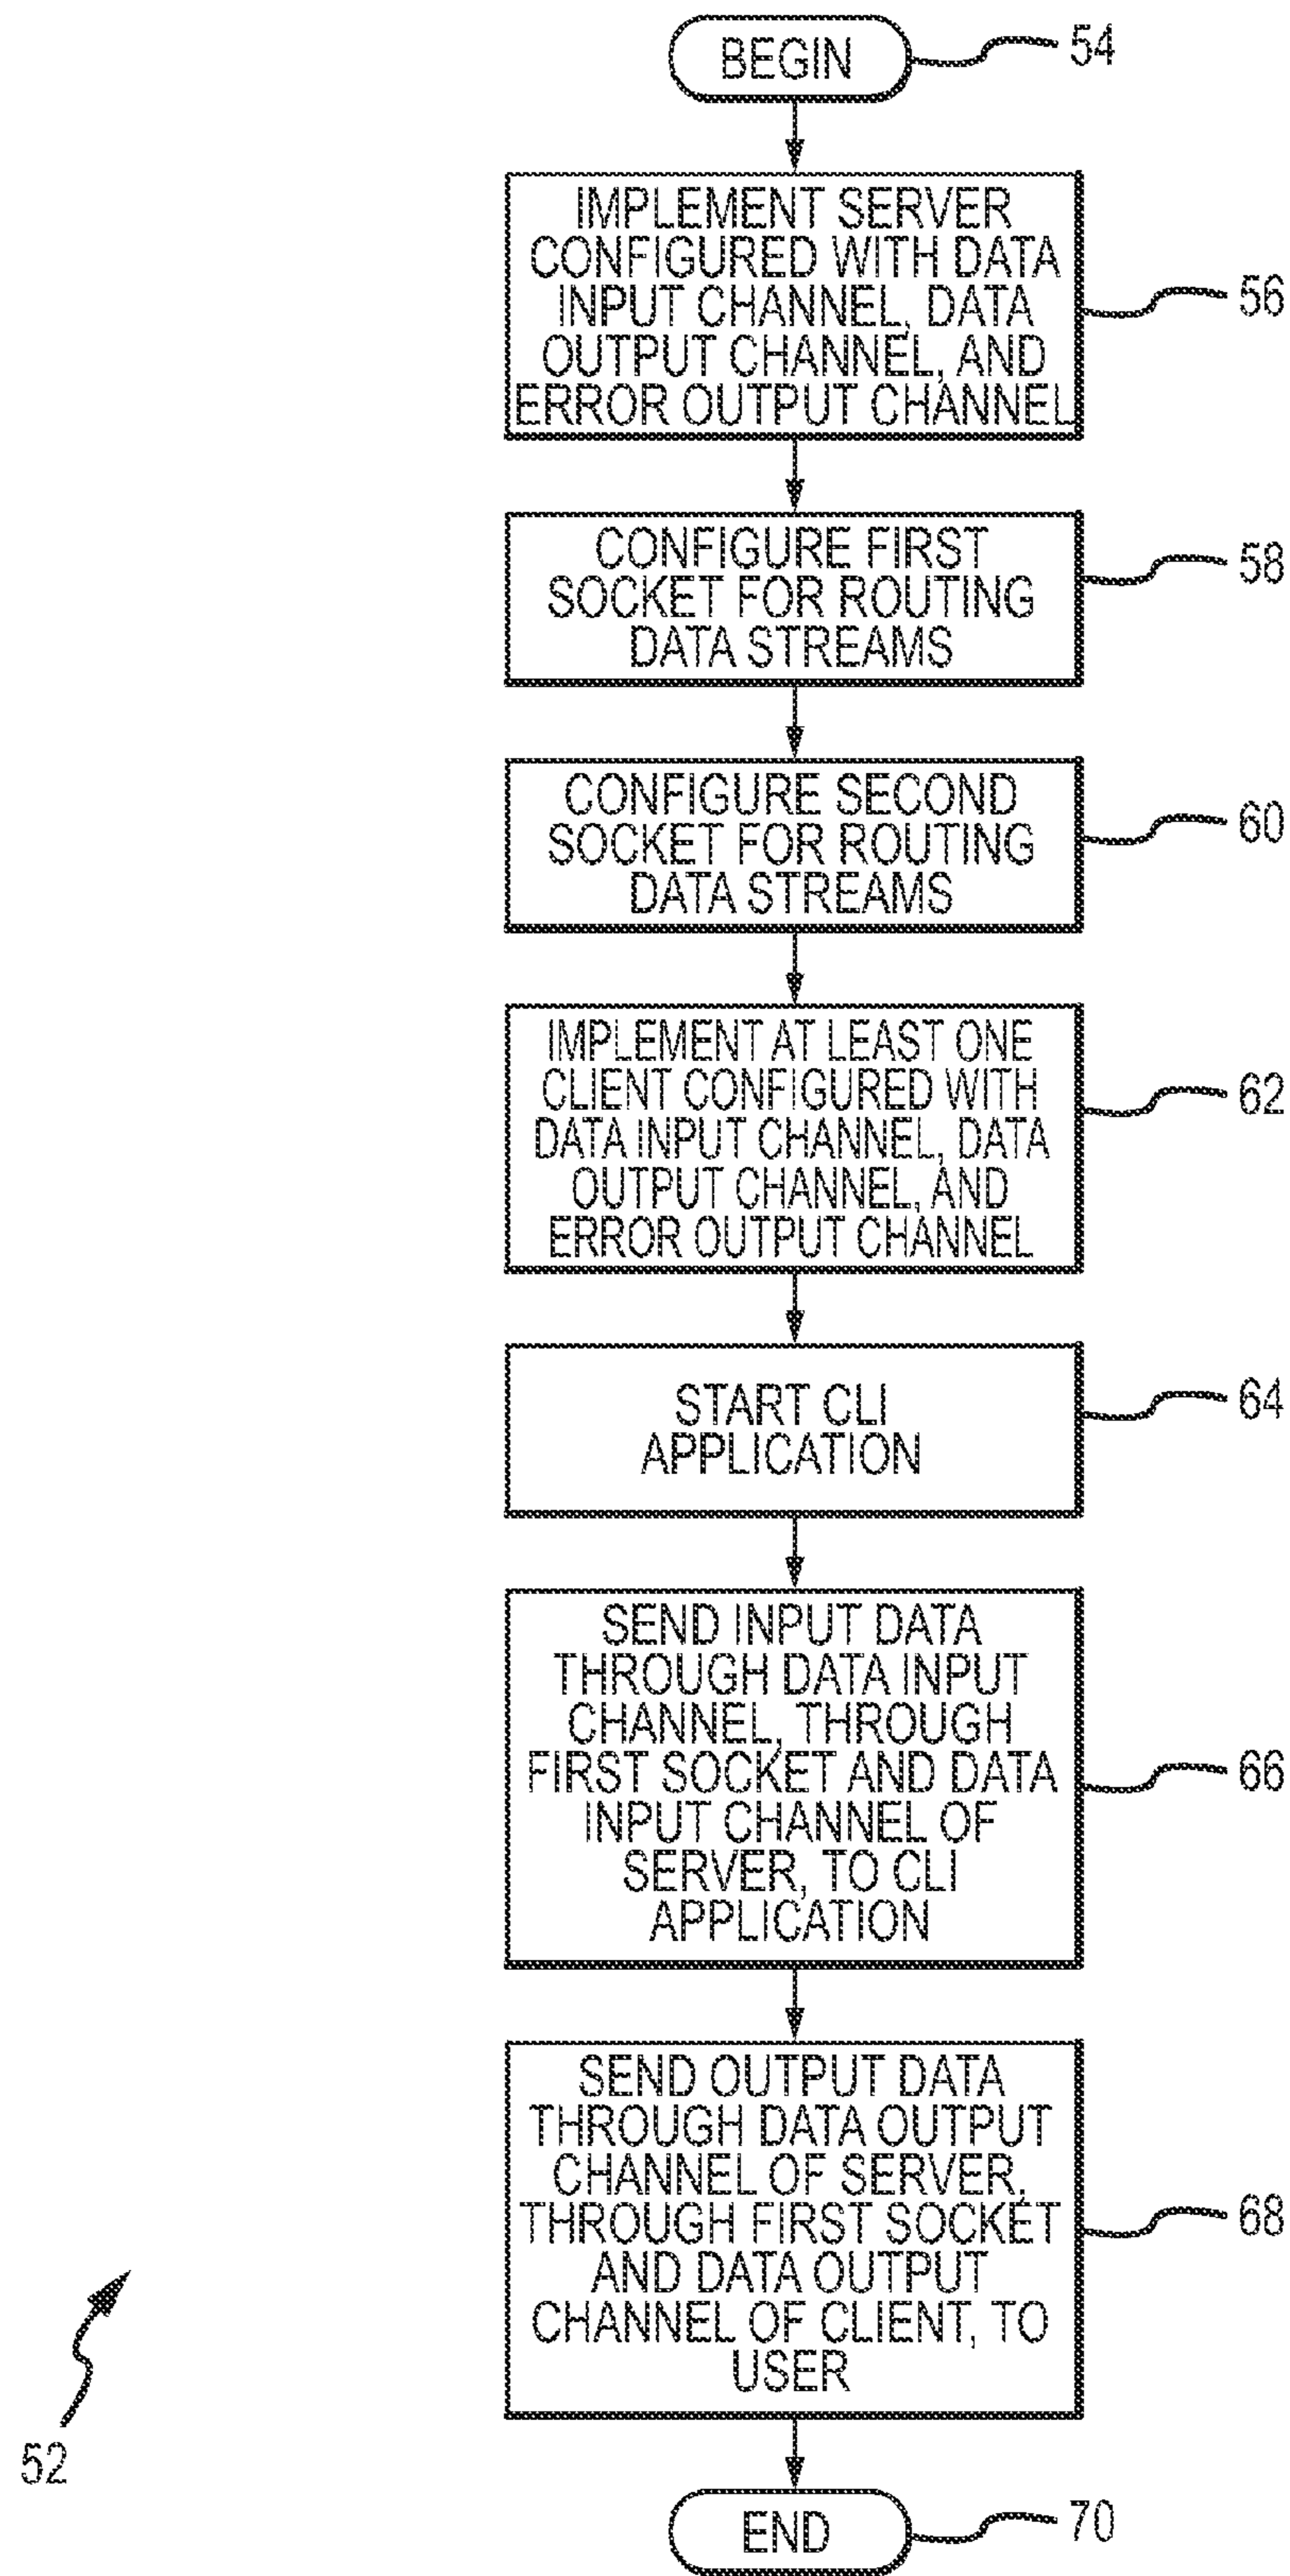 BEGIN
54
IMPLEMENT SERVER
CONFIGURED WITH DATA
INPUT CHANNEL, DATA
OUTPUT CHANNEL, AND
ERROR OUTPUT CHANNEL
56
CONFIGURE FIRST
SOCKET FOR ROUTING
DATA STREAMS
58
CONFIGURE SECOND
SOCKET FOR ROUTING
DATA STREAMS
60
IMPLEMENT AT LEAST ONE
CLIENT CONFIGURED WITH
DATA INPUT CHANNEL, DATA
OUTPUT CHANNEL, AND
ERROR OUTPUT CHANNEL
62
START CLI
APPLICATION
64
SEND INPUT DATA
THROUGH DATA INPUT
CHANNEL, THROUGH
FIRST SOCKET AND DATA
INPUT CHANNEL OF
SERVER, TO CLI
APPLICATION
66
SEND OUTPUT DATA
THROUGH DATA OUTPUT
CHANNEL OF SERVER,
THROUGH FIRST SOCKET
AND DATA OUTPUT
CHANNEL OF CLIENT, TO
USER
68
52
END
70